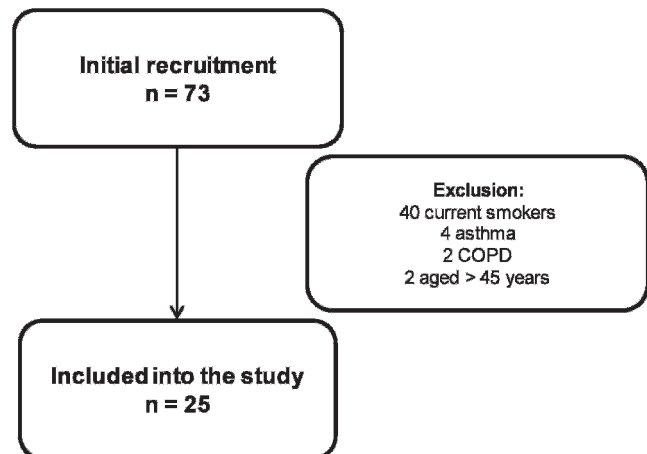 Initial recruitment
n = 73
Exclusion:
40 current smokers
4 asthma
2 COPD
2 aged > 45 years
Included into the study
n = 25